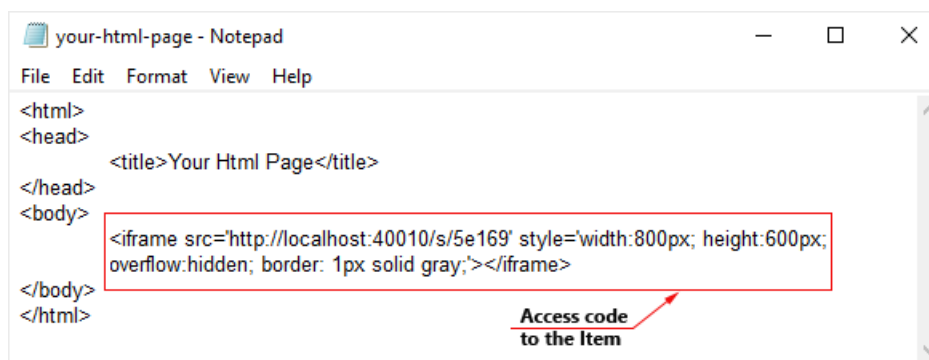 your-html-page - Notepad
File Edit Format View Help
<html>
<head>
<title>Your Html Page</title>
</head>
<body>
<iframe src='http://localhost:40010/s/5e169' style='width:800px; height:600px;
overflow:hidden; border: 1px solid gray;'></iframe>
</body>
</html>
Access code
to the Item